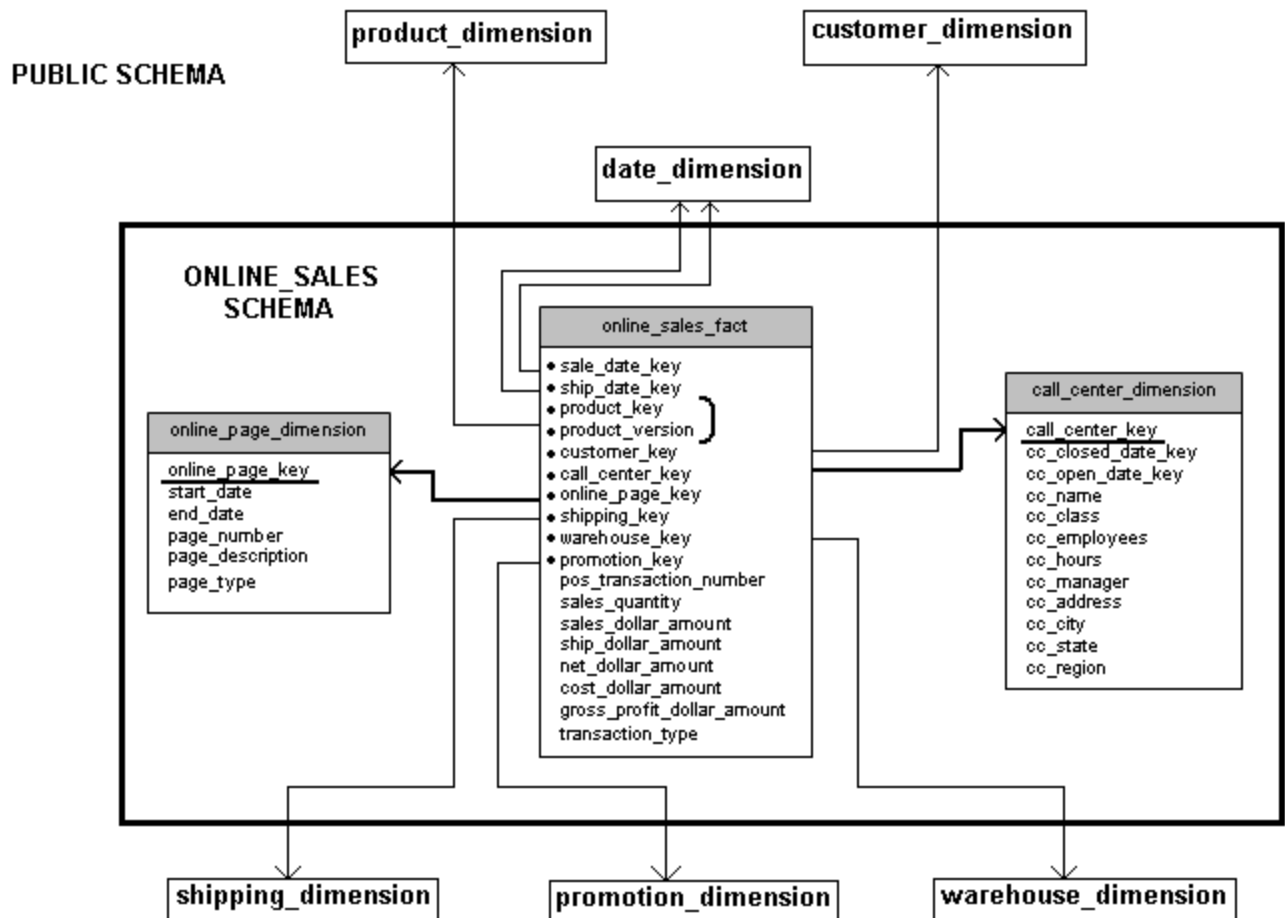 product_dimension
customer_dimension
PUBLIC SCHEMA
date_dimension
ONLINE_SALES
SCHEMA
online_sales_fact
sale_date_key
ship_date_key
product_key
product_version
customer_key
call_center_key
online_page_key
shipping_key
warehouse_key
promotion_key
pos_transaction_number
sales_quantity
sales_dollar_amount
ship_dollar_amount
net_dollar_amount
cost_dollar_amount
gross_profit_dollar_amount
transaction_type
online_page_dimension
online_page_key
start_date
end_date
page_number
page_description
page_type
call_center_dimension
call_center_key
cc_closed_date_key
cc_open_date_key
cc_name
cc_class
cc_employees
cc_hours
cc_manager
cc_address
cc_city
cc_state
cc_region
shipping_dimension
promotion_dimension
warehouse_dimension